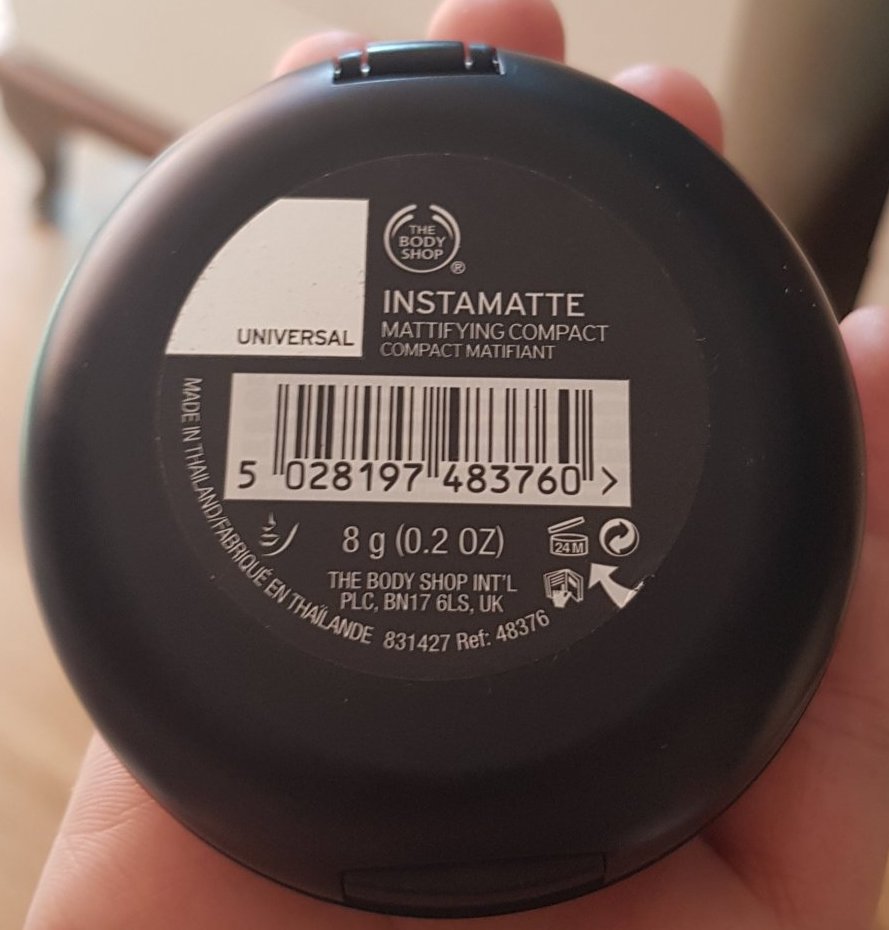 THE
BODY
SHOP
®
INSTAMATTE
MATTIFYING COMPACT
COMPACT MATIFIANT
UNIVERSAL
5 028197 483760 >
8 g (0.2 OZ)
24 M
THE BODY SHOP INT'L
PLC, BN17 6LS, UK
MADE IN THAILAND/FABRIQUÉ EN THAÏLANDE 831427 Ref: 48376